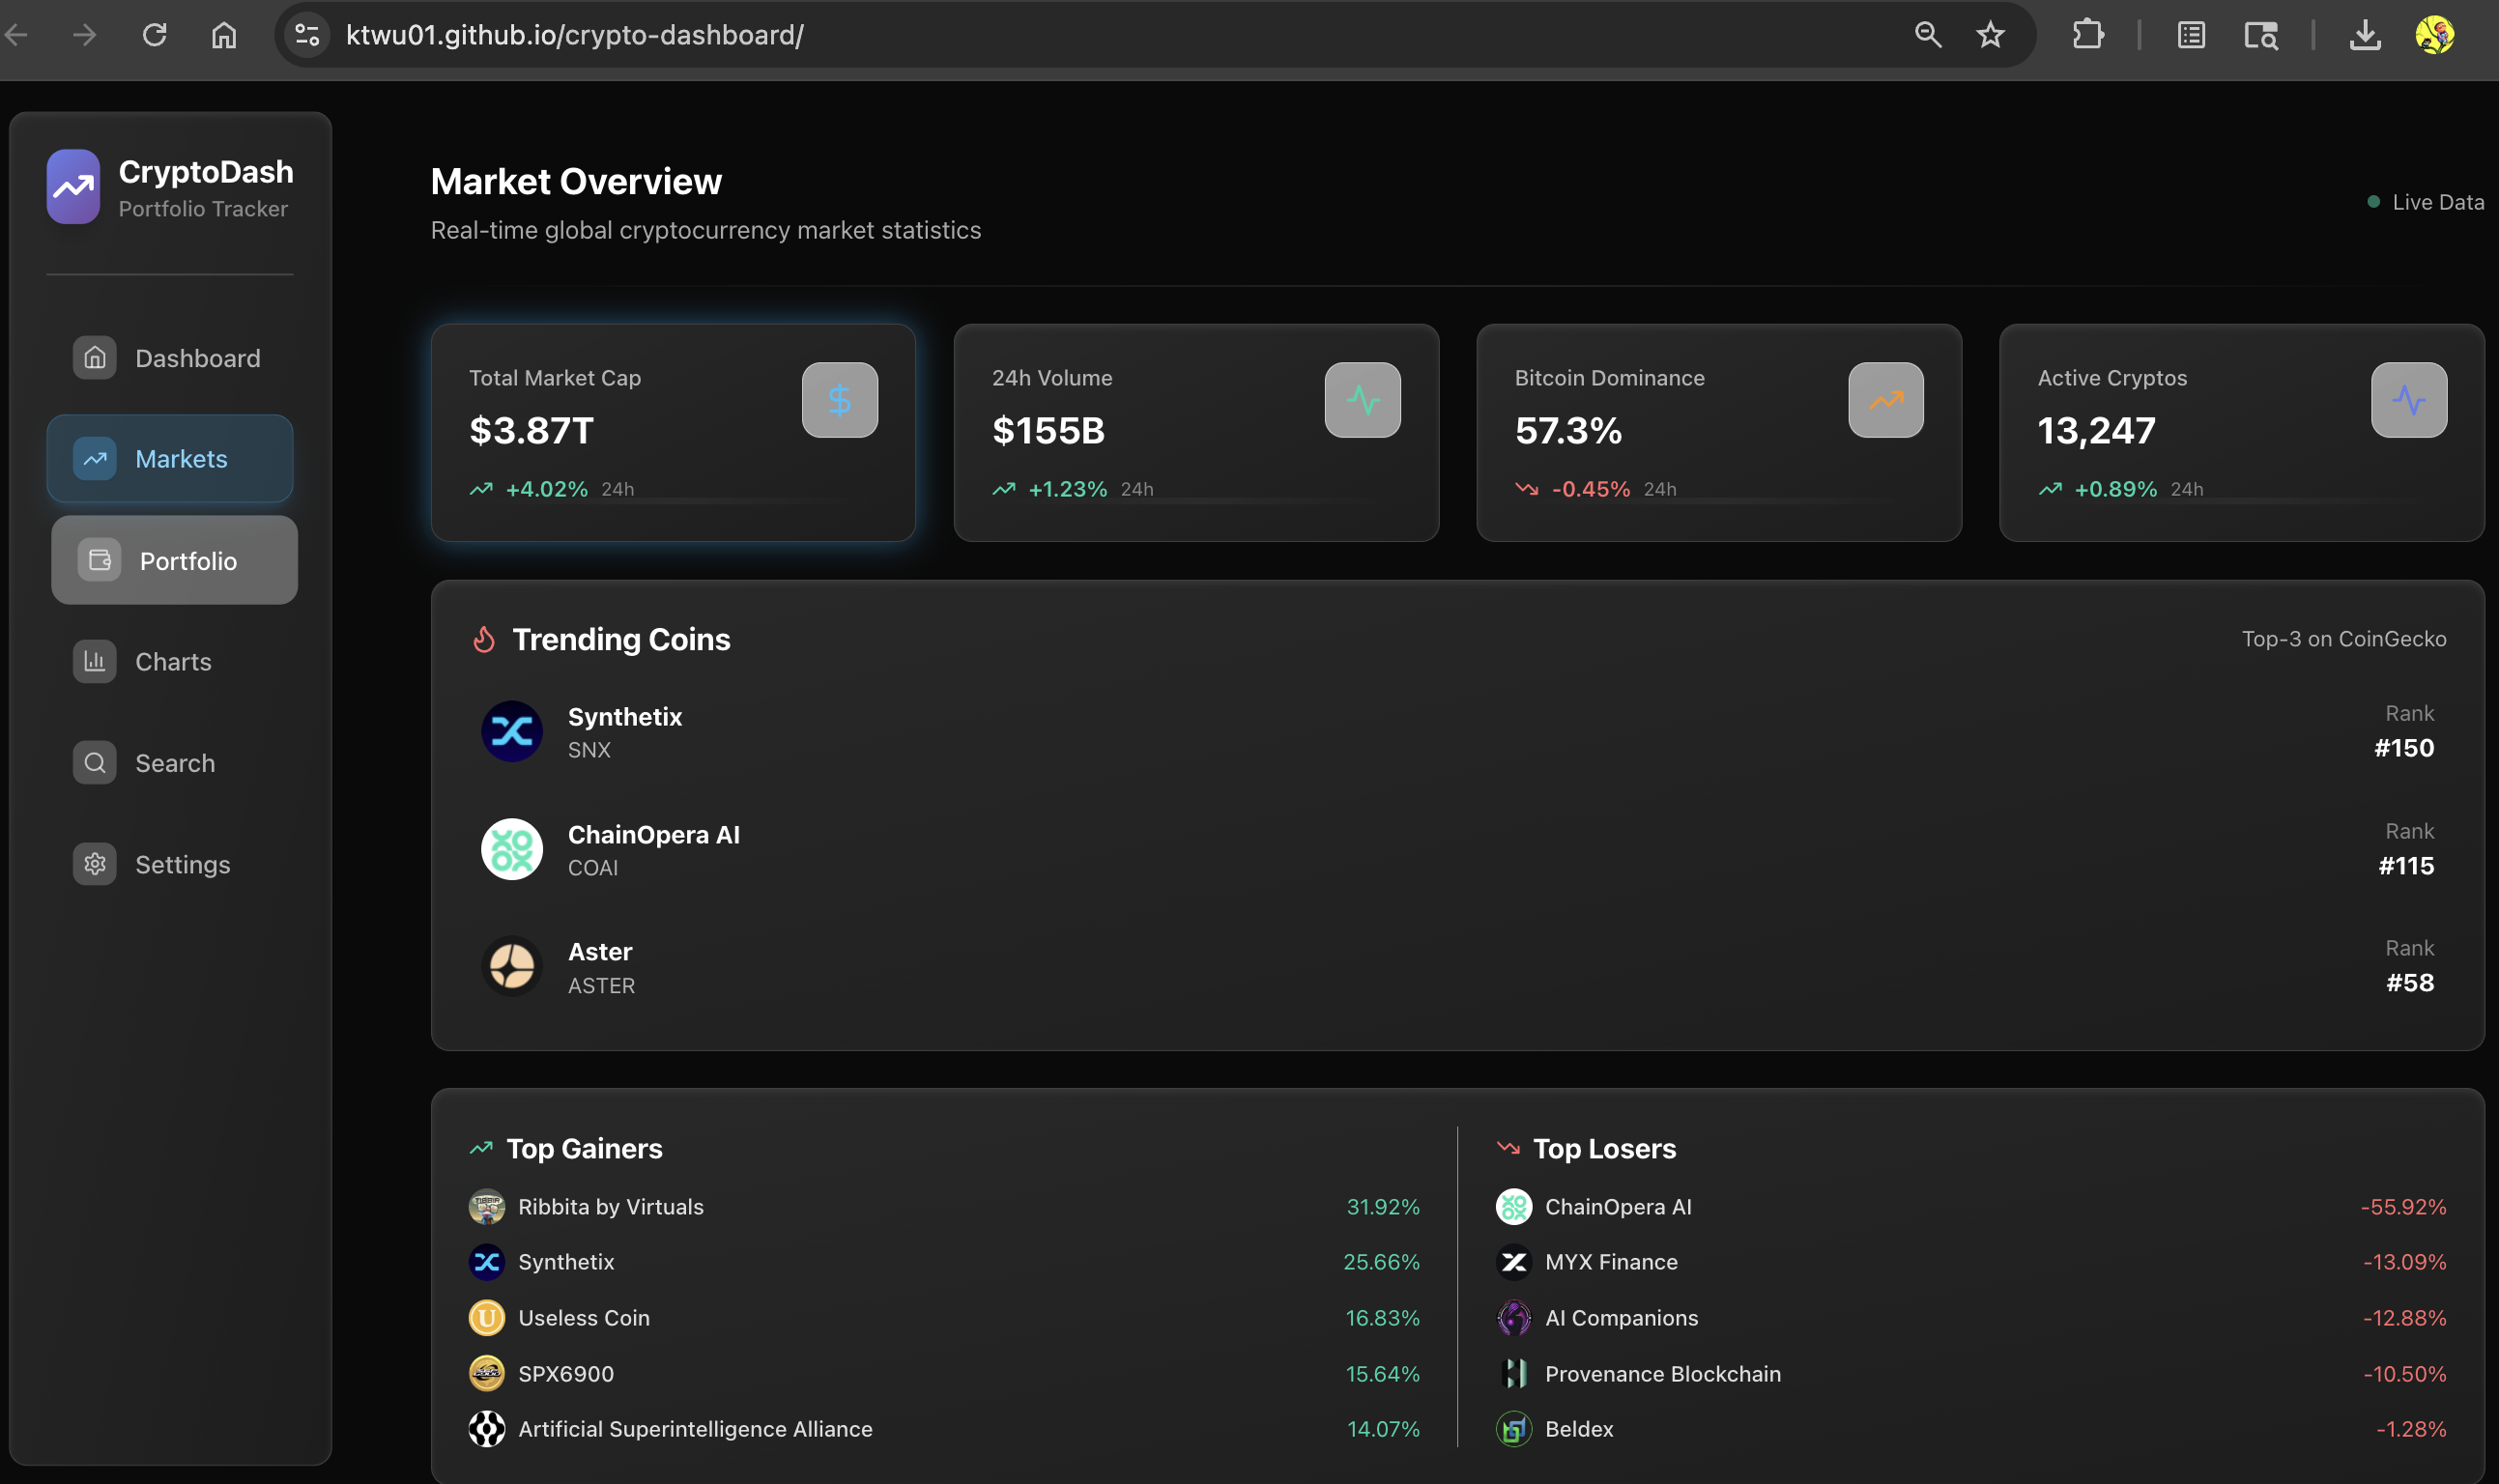 ktwu01.github.io/crypto-dashboard/
CryptoDash
Portfolio Tracker
Dashboard
Markets
Portfolio
Charts
Search
Settings
Market Overview
Real-time global cryptocurrency market statistics
Live Data
Total Market Cap
$3.87T
+4.02% 24h
24h Volume
$155B
+1.23% 24h
Bitcoin Dominance
57.3%
-0.45% 24h
Active Cryptos
13,247
+0.89% 24h
Trending Coins
Top-3 on CoinGecko
Synthetix
SNX
Rank
#150
ChainOpera AI
COAI
Rank
#115
Aster
ASTER
Rank
#58
Top Gainers
Ribbita by Virtuals 31.92%
Synthetix 25.66%
Useless Coin 16.83%
SPX6900 15.64%
Artificial Superintelligence Alliance 14.07%
Top Losers
ChainOpera AI -55.92%
MYX Finance -13.09%
AI Companions -12.88%
Provenance Blockchain -10.50%
Beldex -1.28%